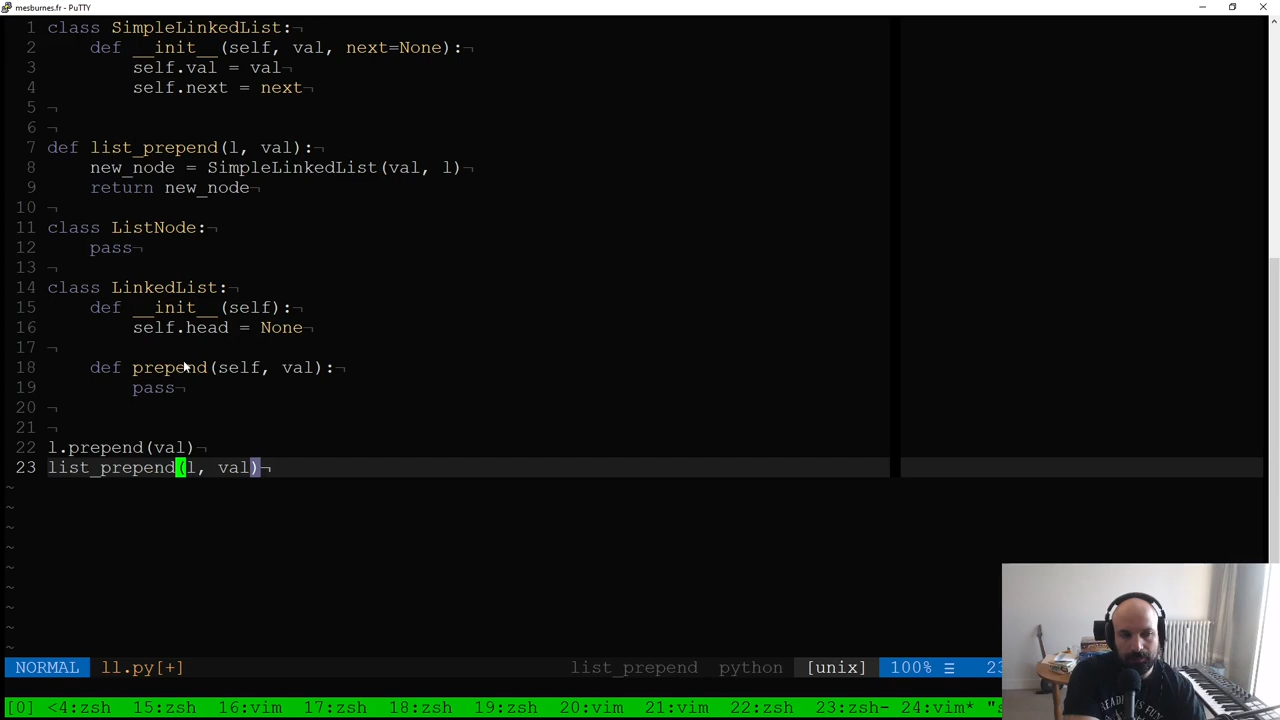 mesburnes.fr - PuTTY
1 class SimpleLinkedList:¬
2     def __init__(self, val, next=None):¬
3         self.val = val¬
4         self.next = next¬
5 ¬
6 ¬
7 def list_prepend(l, val):¬
8     new_node = SimpleLinkedList(val, l)¬
9     return new_node¬
10 ¬
11 class ListNode:¬
12     pass¬
13 ¬
14 class LinkedList:¬
15     def __init__(self):¬
16         self.head = None¬
17 ¬
18     def prepend(self, val):¬
19         pass¬
20 ¬
21 ¬
22 l.prepend(val)¬
23 list_prepend(l, val)¬
~
~
~
~
~
~
~
~
~
NORMAL ll.py[+] list_prepend python [unix] 100% ☰ 23
[0] <4:zsh 15:zsh 16:vim 17:zsh 18:zsh 19:zsh 20:vim 21:vim 22:zsh 23:zsh- 24:vim* "s